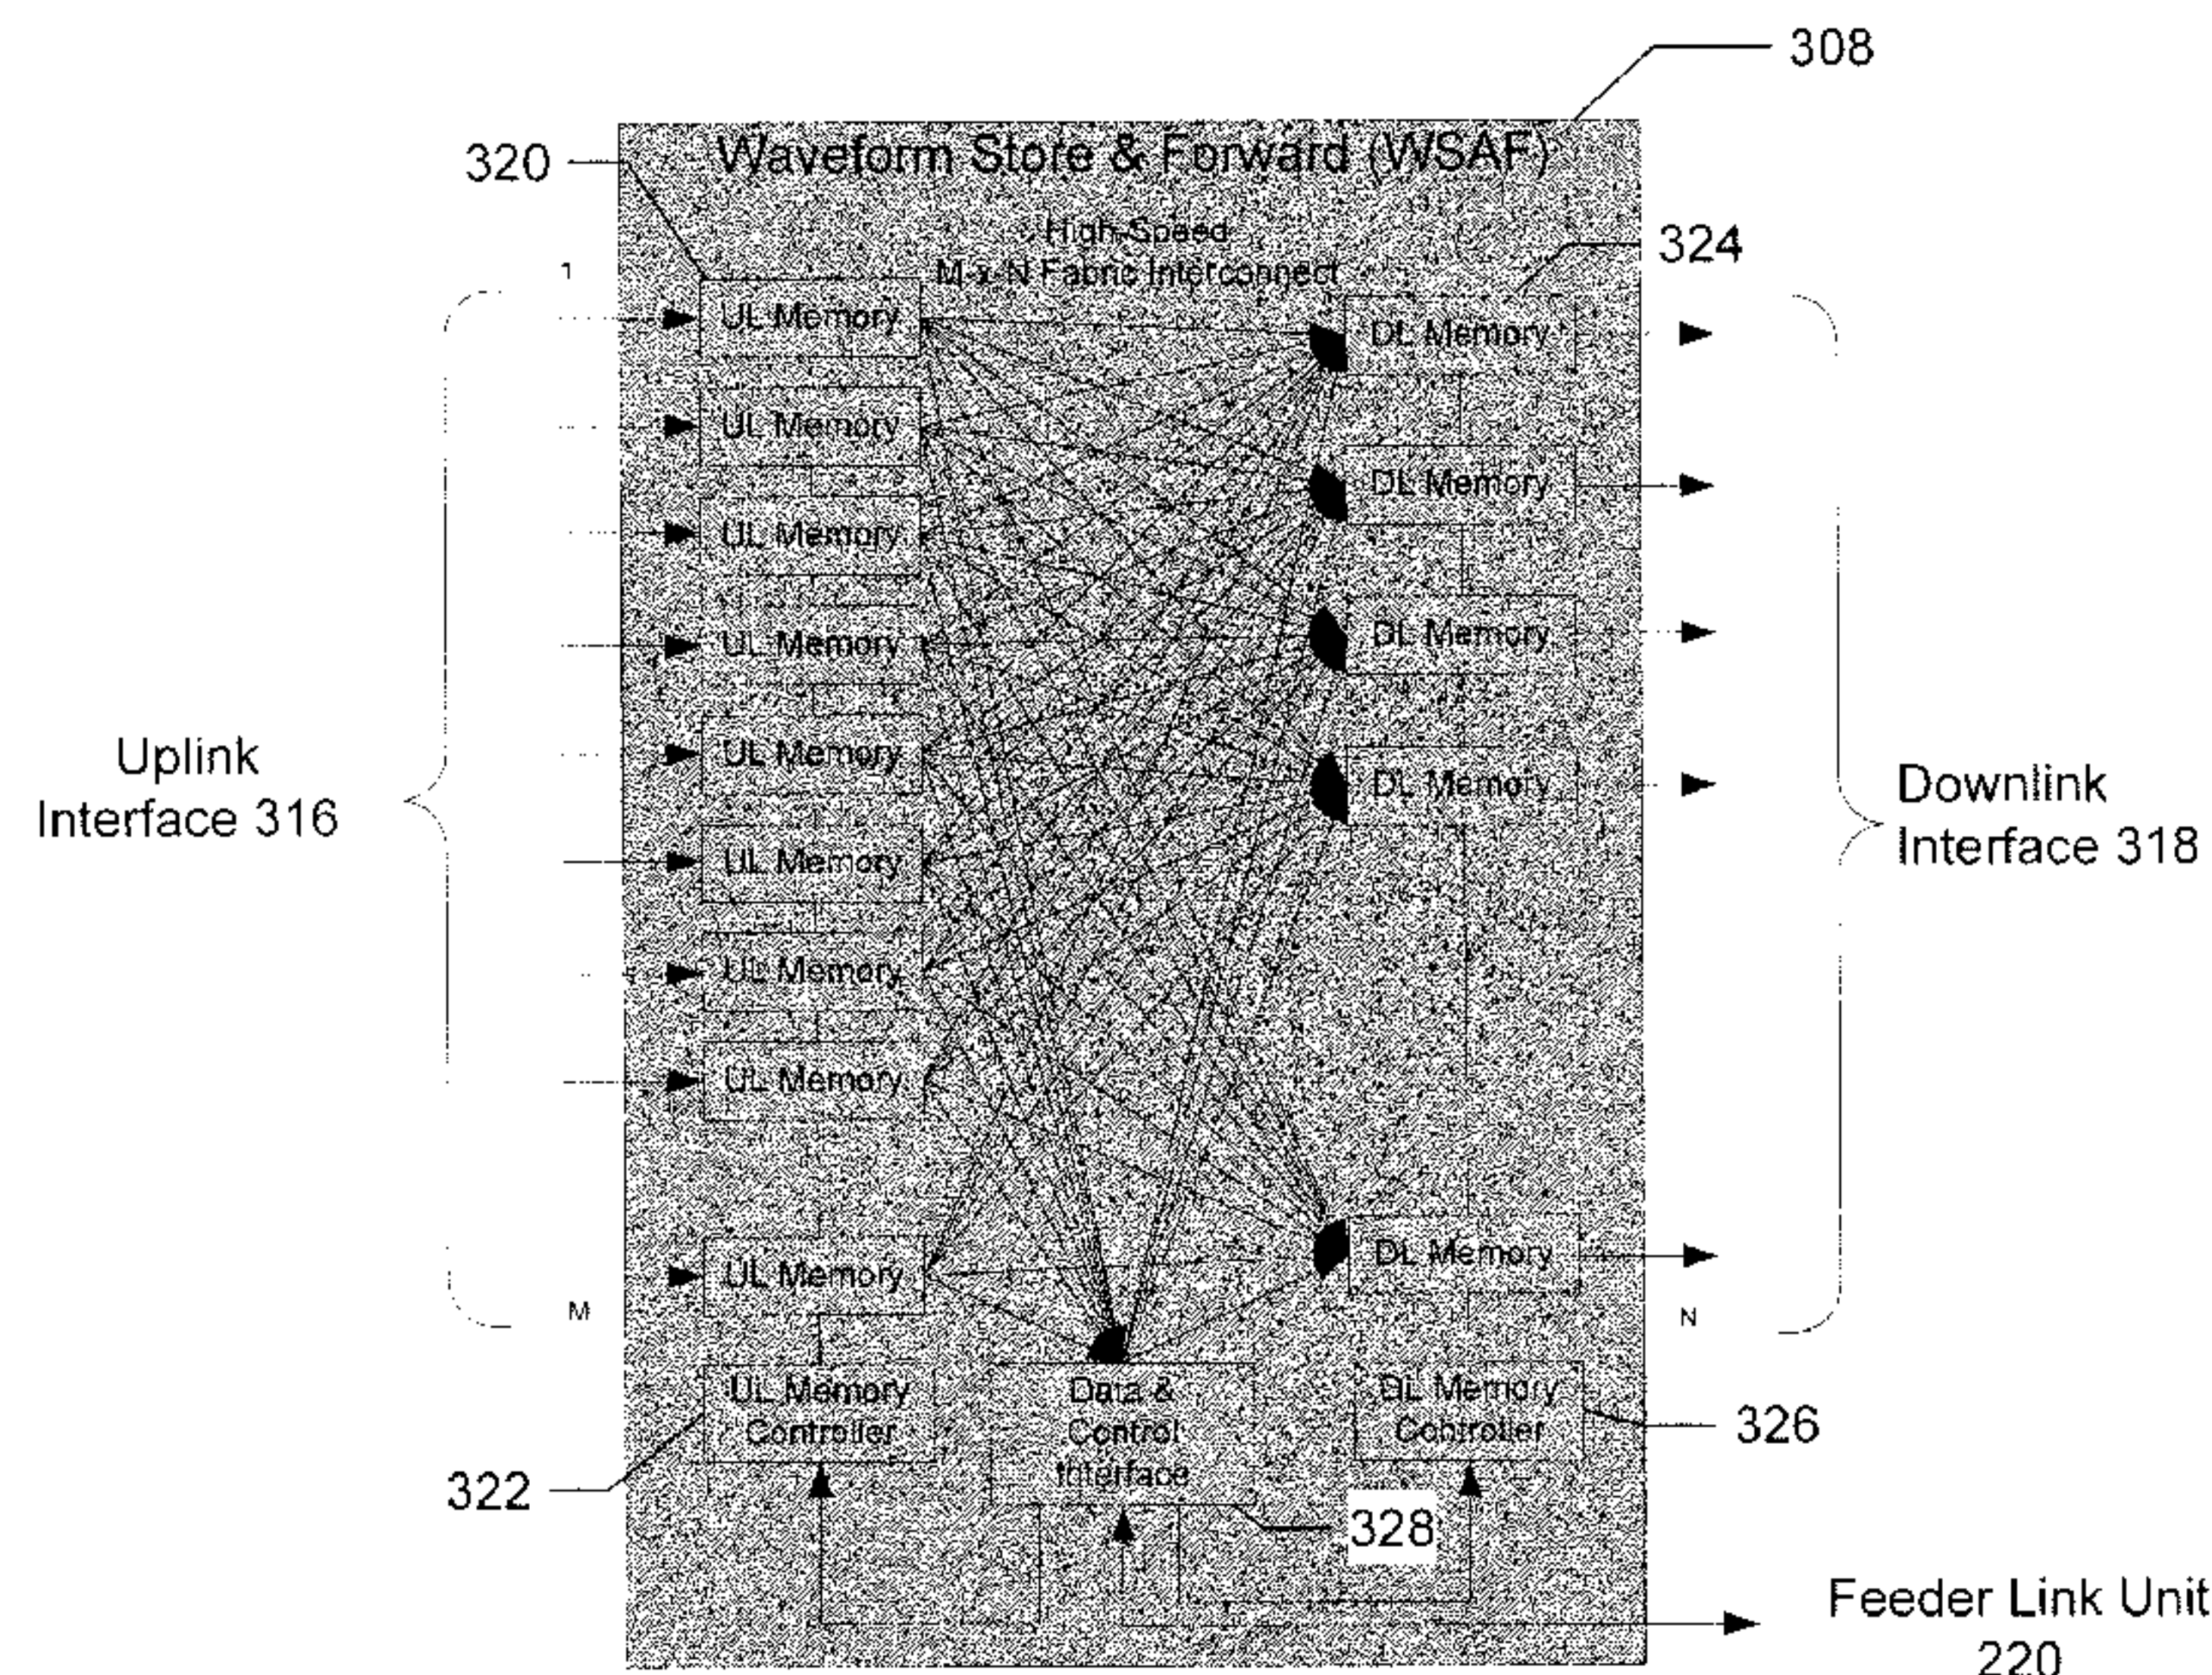 308
Waveform Store & Forward (WSAF)
320
High-Speed
M x N Fabric Interconnect
324
1
UL Memory
DL Memory
UL Memory
DL Memory
UL Memory
DL Memory
UL Memory
Uplink
Interface 316
UL Memory
DL Memory
Downlink
Interface 318
UL Memory
UL Memory
UL Memory
UL Memory
DL Memory
M
N
UL Memory
Controller
Data &
Control
Interface
DL Memory
Controller
326
322
328
Feeder Link Unit
220